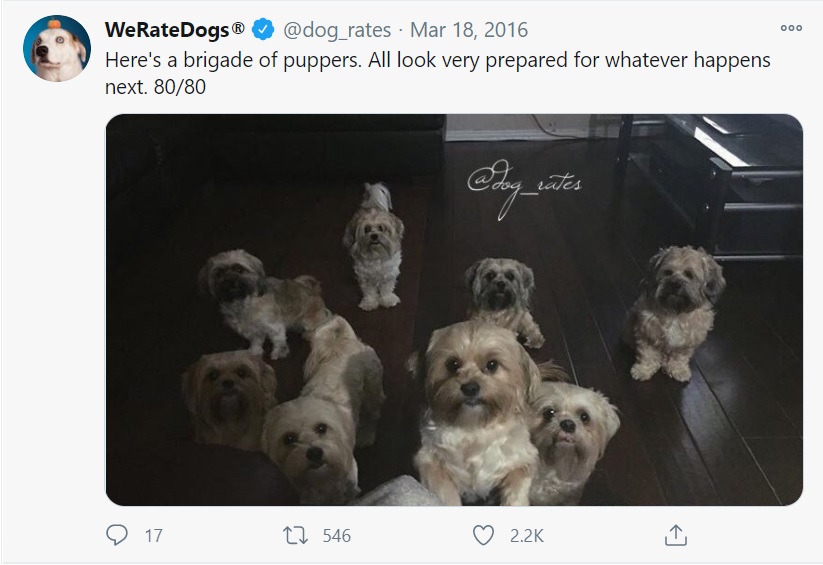 WeRateDogs® @dog_rates · Mar 18, 2016
Here's a brigade of puppers. All look very prepared for whatever happens
next. 80/80
@dog_rates
17 546 2.2K